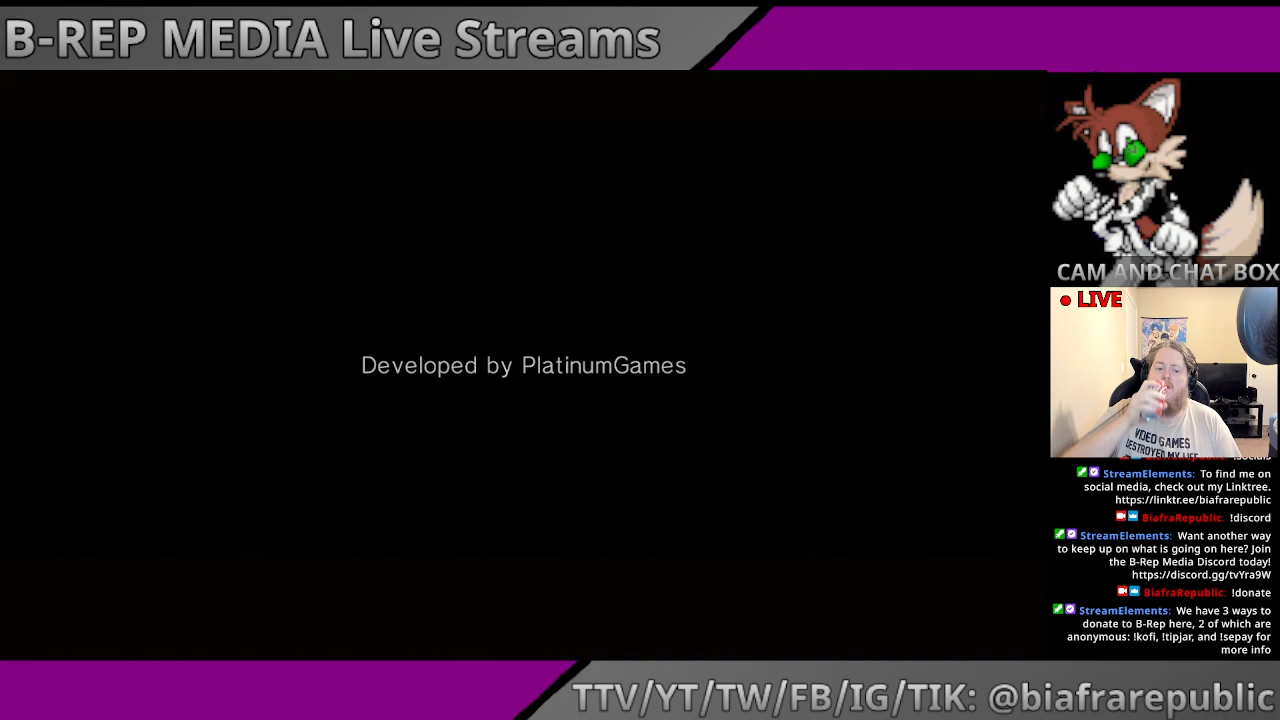 B-REP MEDIA Live Streams
Developed by PlatinumGames
CAM AND CHAT BOX
LIVE
VIDEO GAMES
DESTROYED MY LIFE
StreamElements: To find me on
social media, check out my Linktree.
https://linktr.ee/biafrarepublic
BiafraRepublic: !discord
StreamElements: Want another way
to keep up on what is going on here? Join
the B-Rep Media Discord today!
https://discord.gg/tvYra9W
BiafraRepublic: !donate
StreamElements: We have 3 ways to
donate to B-Rep here, 2 of which are
anonymous: !kofi, !tipjar, and !sepay for
more info
TTV/YT/TW/FB/IG/TIK: @biafrarepublic